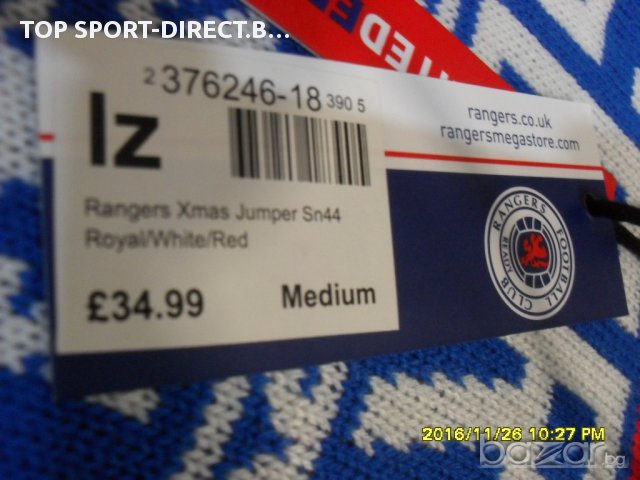 TOP SPORT-DIRECT.B...
2 376246-18 390 5
lz
Rangers Xmas Jumper Sn44
Royal/White/Red
£34.99 Medium
rangers.co.uk
rangersmegastore.com
RANGERS FOOTBALL CLUB
READY
2016/11/26 10:27 PM
bazar.bg